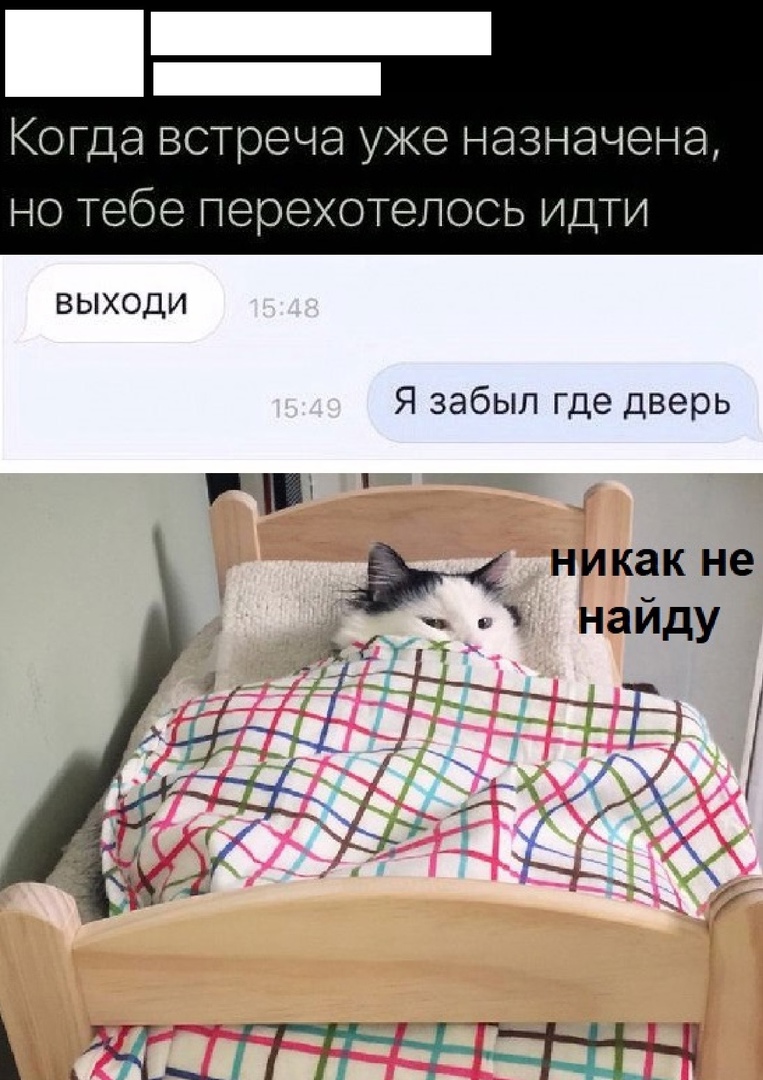 Когда встреча уже назначена,
но тебе перехотелось идти
выходи 15:48
15:49 Я забыл где дверь
никак не
найду